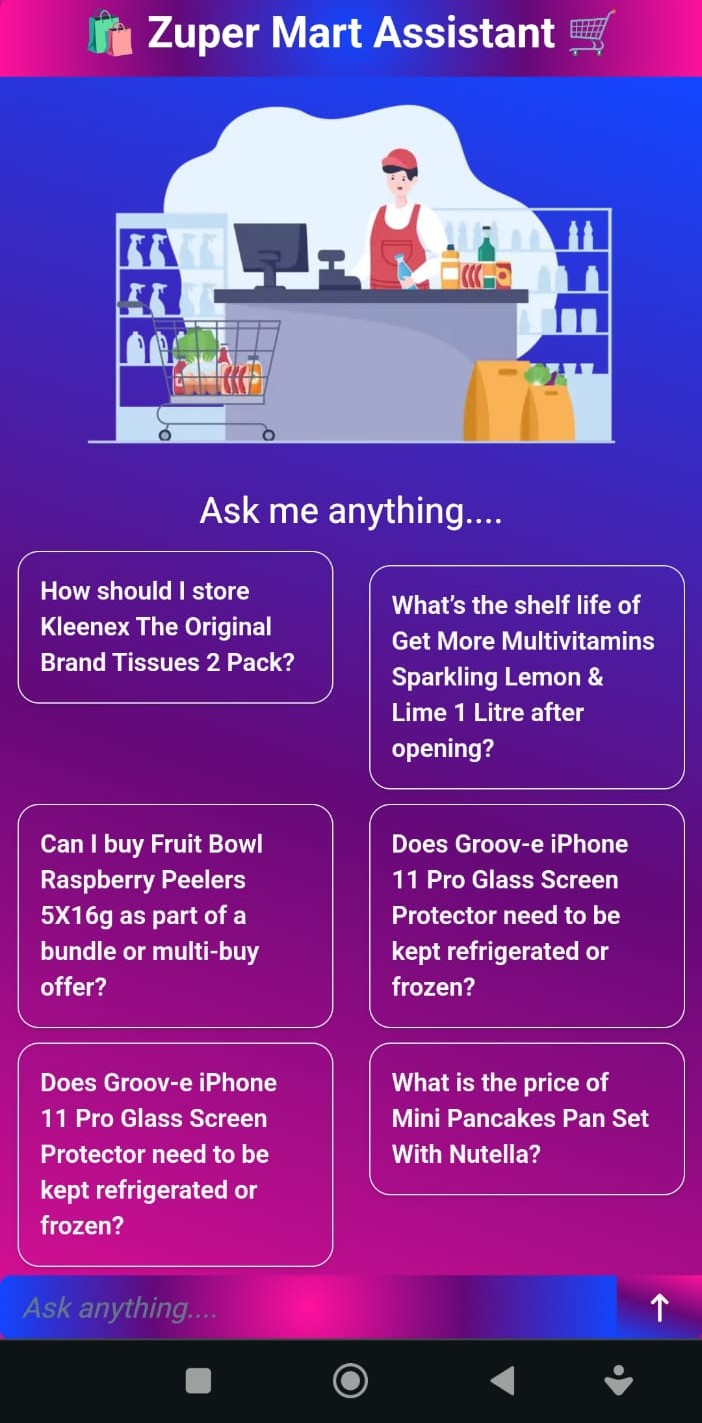 Zuper Mart Assistant
Ask me anything....
How should I store
Kleenex The Original
Brand Tissues 2 Pack?
What's the shelf life of
Get More Multivitamins
Sparkling Lemon &
Lime 1 Litre after
opening?
Can I buy Fruit Bowl
Raspberry Peelers
5X16g as part of a
bundle or multi-buy
offer?
Does Groov-e iPhone
11 Pro Glass Screen
Protector need to be
kept refrigerated or
frozen?
Does Groov-e iPhone
11 Pro Glass Screen
Protector need to be
kept refrigerated or
frozen?
What is the price of
Mini Pancakes Pan Set
With Nutella?
Ask anything....